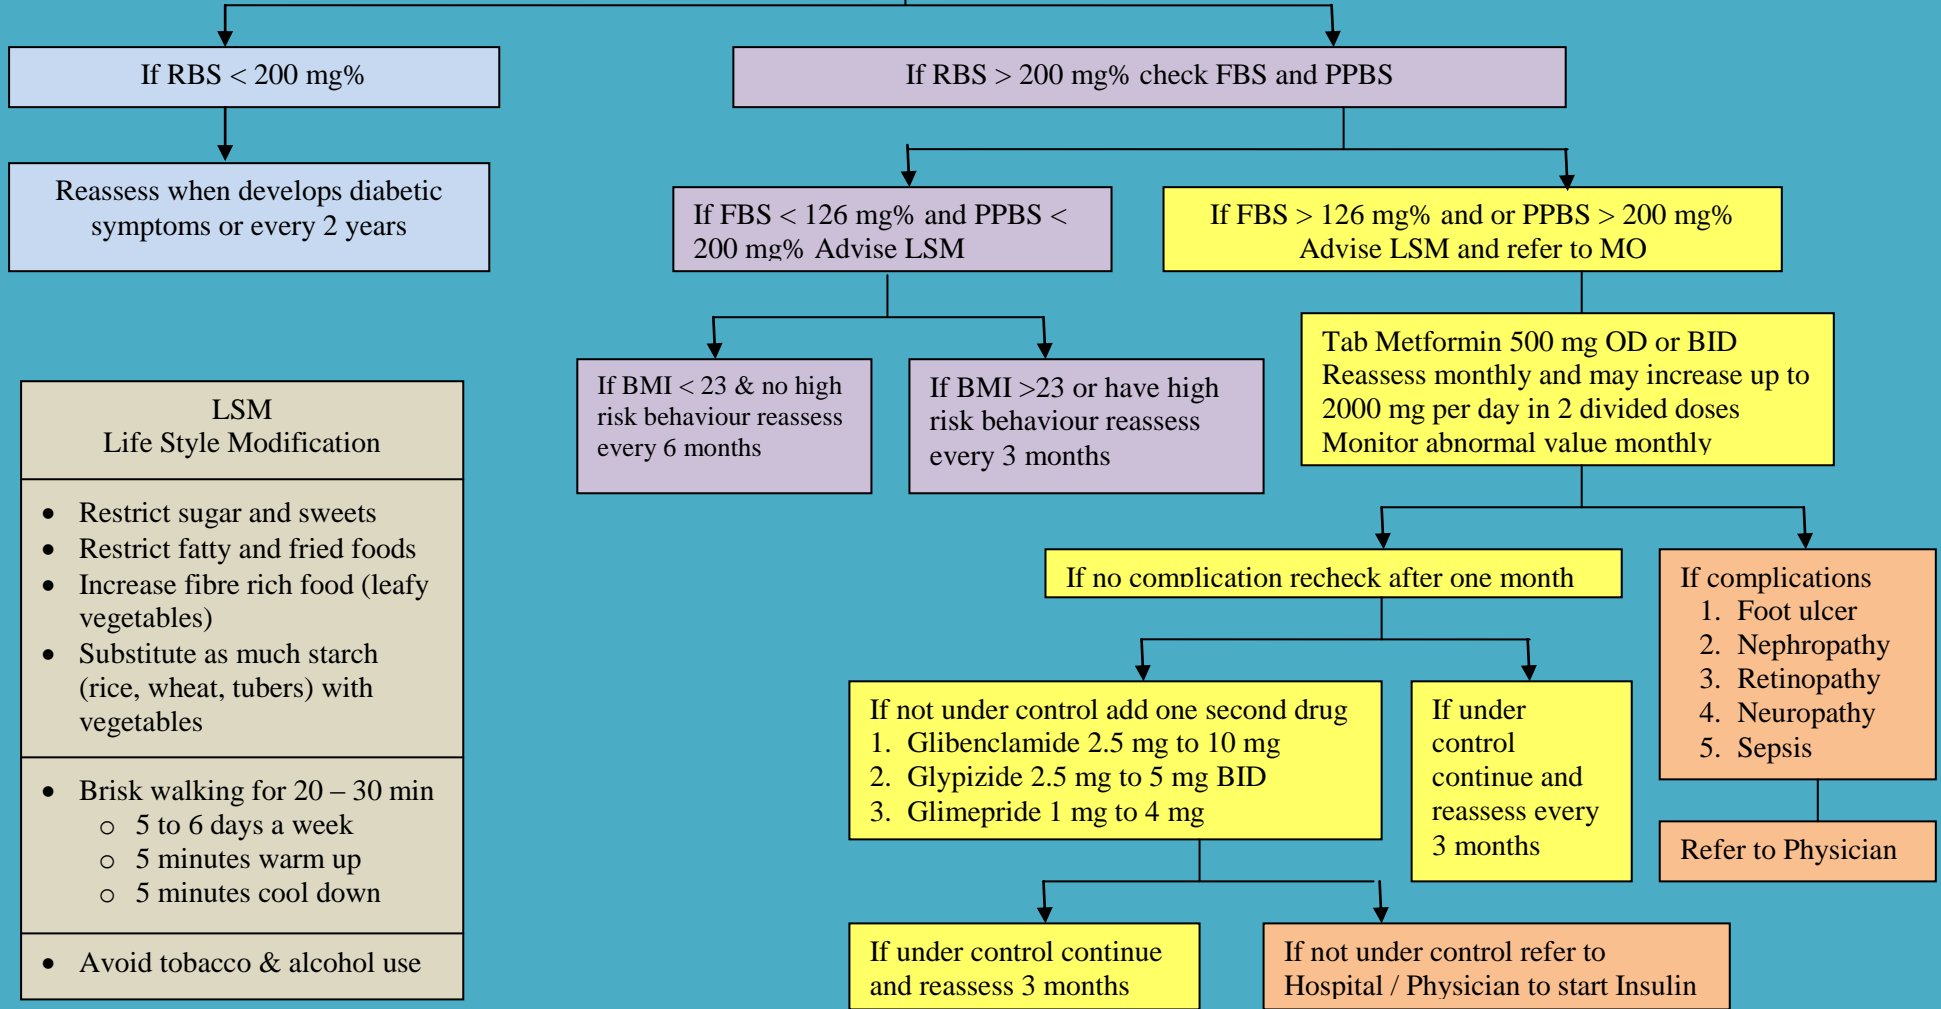 If RBS < 200 mg%
If RBS > 200 mg% check FBS and PPBS
Reassess when develops diabetic
symptoms or every 2 years
If FBS < 126 mg% and PPBS <
200 mg% Advise LSM
If FBS > 126 mg% and or PPBS > 200 mg%
Advise LSM and refer to MO
If BMI < 23 & no high
risk behaviour reassess
every 6 months
If BMI >23 or have high
risk behaviour reassess
every 3 months
Tab Metformin 500 mg OD or BID
Reassess monthly and may increase up to
2000 mg per day in 2 divided doses
Monitor abnormal value monthly
LSM
Life Style Modification
• Restrict sugar and sweets
• Restrict fatty and fried foods
• Increase fibre rich food (leafy
vegetables)
• Substitute as much starch
(rice, wheat, tubers) with
vegetables
• Brisk walking for 20 – 30 min
o 5 to 6 days a week
o 5 minutes warm up
o 5 minutes cool down
• Avoid tobacco & alcohol use
If no complication recheck after one month
If complications
1. Foot ulcer
2. Nephropathy
3. Retinopathy
4. Neuropathy
5. Sepsis
If not under control add one second drug
1. Glibenclamide 2.5 mg to 10 mg
2. Glypizide 2.5 mg to 5 mg BID
3. Glimepride 1 mg to 4 mg
If under
control
continue and
reassess every
3 months
Refer to Physician
If under control continue
and reassess 3 months
If not under control refer to
Hospital / Physician to start Insulin